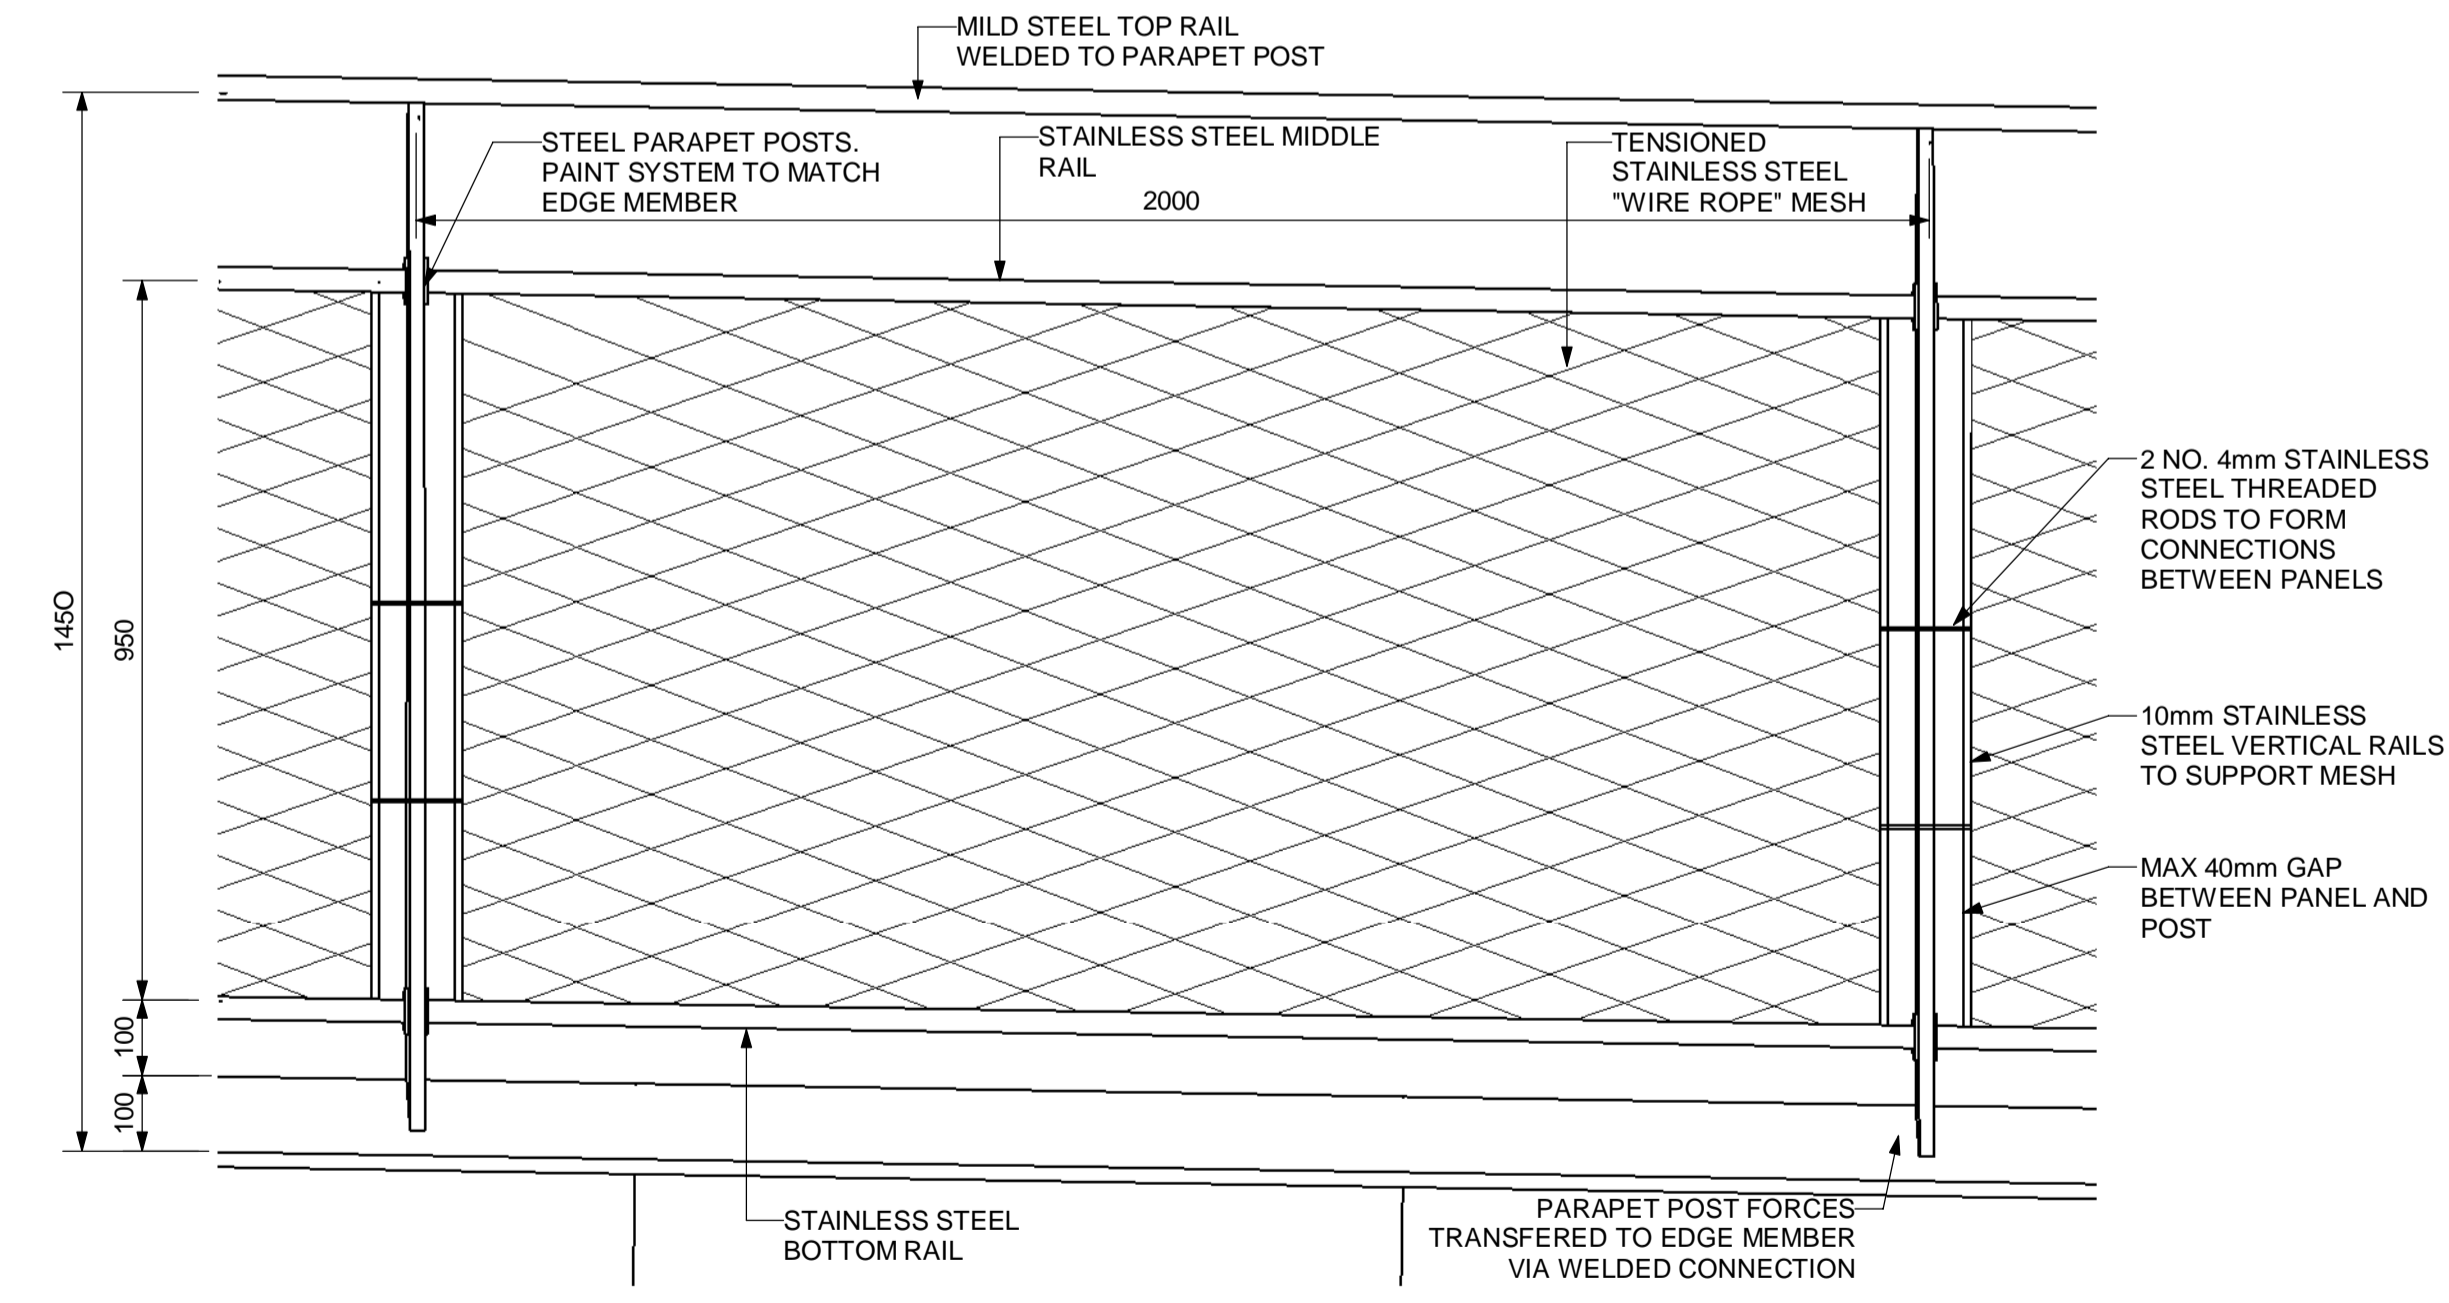 MILD STEEL TOP RAIL
WELDED TO PARAPET POST
STEEL PARAPET POSTS.
PAINT SYSTEM TO MATCH
EDGE MEMBER
STAINLESS STEEL MIDDLE
RAIL
TENSIONED
STAINLESS STEEL
"WIRE ROPE" MESH
2000
2 NO. 4mm STAINLESS
STEEL THREADED
RODS TO FORM
CONNECTIONS
BETWEEN PANELS
145O
950
10mm STAINLESS
STEEL VERTICAL RAILS
TO SUPPORT MESH
MAX 40mm GAP
BETWEEN PANEL AND
POST
100
100
STAINLESS STEEL
BOTTOM RAIL
PARAPET POST FORCES
TRANSFERED TO EDGE MEMBER
VIA WELDED CONNECTION